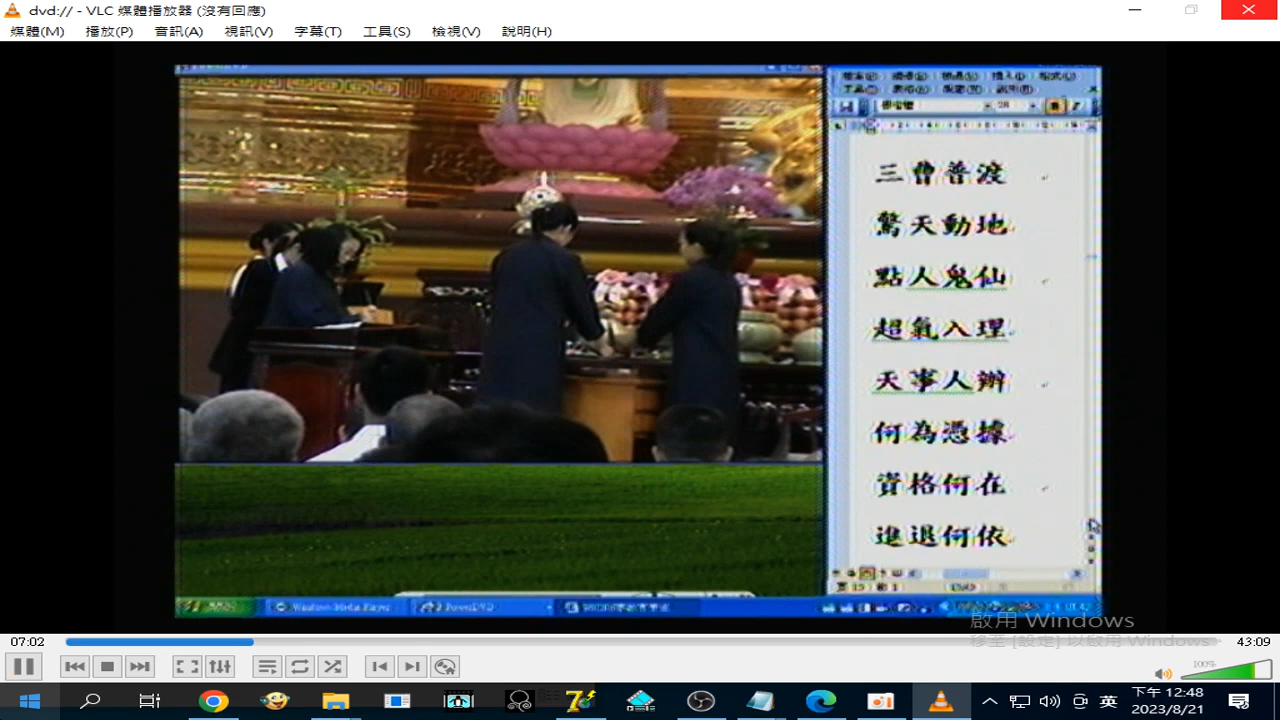 dvd:// - VLC 媒體播放器 (沒有回應)
媒體(M) 播放(P) 音訊(A) 視訊(V) 字幕(T) 工具(S) 檢視(V) 說明(H)
三曹普渡
驚天動地
點人鬼仙
超氣入理
天事人辦
何為憑據
資格何在
進退何依
Windows Media Player
PowerDVD
啟用 Windows
移至 [設定] 以啟用 Windows。
07:02
43:09
100%
英
下午 12:48
2023/8/21